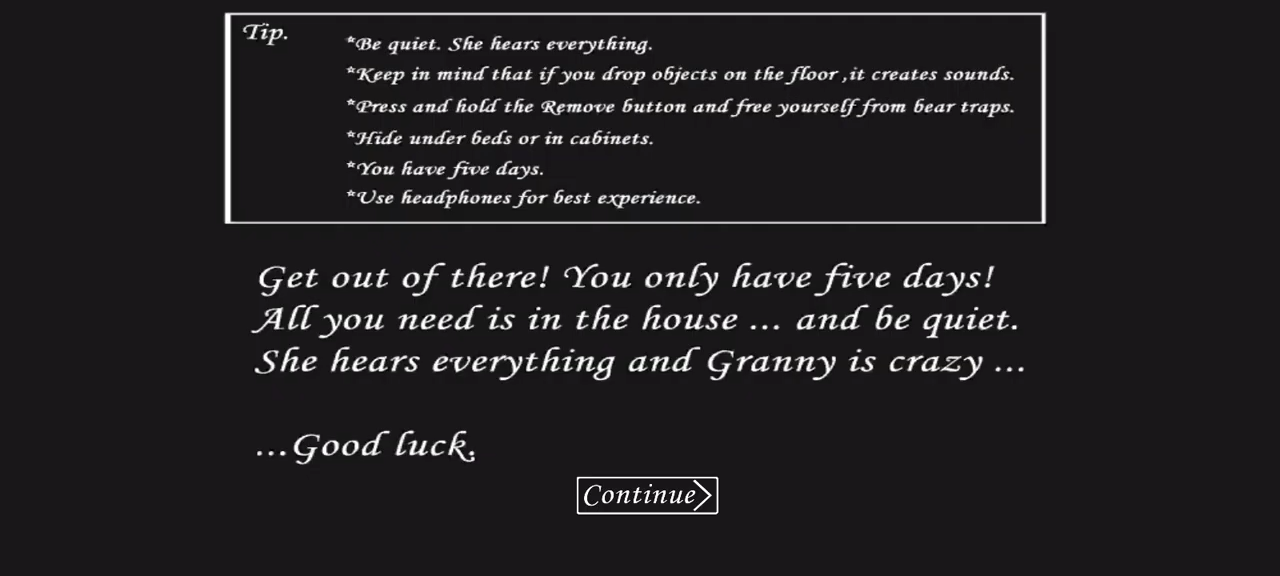 Tip.
*Be quiet. She hears everything.
*Keep in mind that if you drop objects on the floor ,it creates sounds.
*Press and hold the Remove button and free yourself from bear traps.
*Hide under beds or in cabinets.
*You have five days.
*Use headphones for best experience.
Get out of there! You only have five days!
All you need is in the house ... and be quiet.
She hears everything and Granny is crazy ...
...Good luck.
Continue